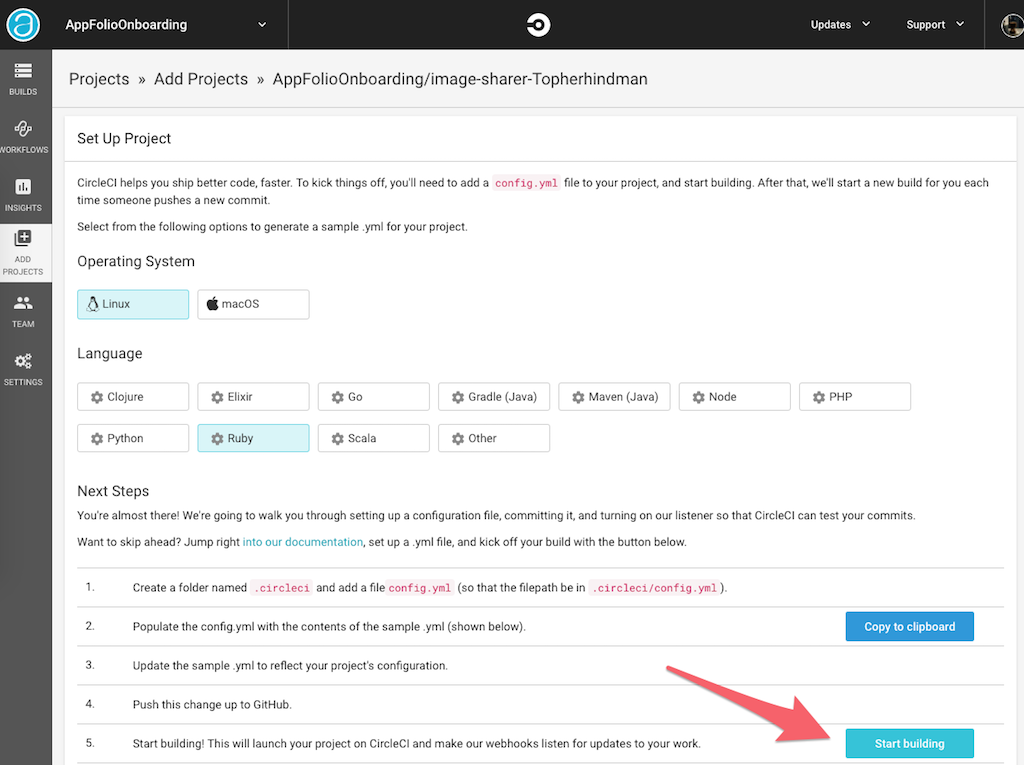 AppFolioOnboarding
Updates
Support
BUILDS
WORKFLOWS
INSIGHTS
ADD
PROJECTS
TEAM
SETTINGS
Projects » Add Projects » AppFolioOnboarding/image-sharer-Topherhindman
Set Up Project
CircleCI helps you ship better code, faster. To kick things off, you'll need to add a config.yml file to your project, and start building. After that, we'll start a new build for you each
time someone pushes a new commit.
Select from the following options to generate a sample .yml for your project.
Operating System
Linux
macOS
Language
Clojure
Elixir
Go
Gradle (Java)
Maven (Java)
Node
PHP
Python
Ruby
Scala
Other
Next Steps
You're almost there! We're going to walk you through setting up a configuration file, committing it, and turning on our listener so that CircleCI can test your commits.
Want to skip ahead? Jump right into our documentation, set up a .yml file, and kick off your build with the button below.
1. Create a folder named .circleci and add a file config.yml (so that the filepath be in .circleci/config.yml ).
2. Populate the config.yml with the contents of the sample .yml (shown below).
Copy to clipboard
3. Update the sample .yml to reflect your project's configuration.
4. Push this change up to GitHub.
5. Start building! This will launch your project on CircleCI and make our webhooks listen for updates to your work.
Start building